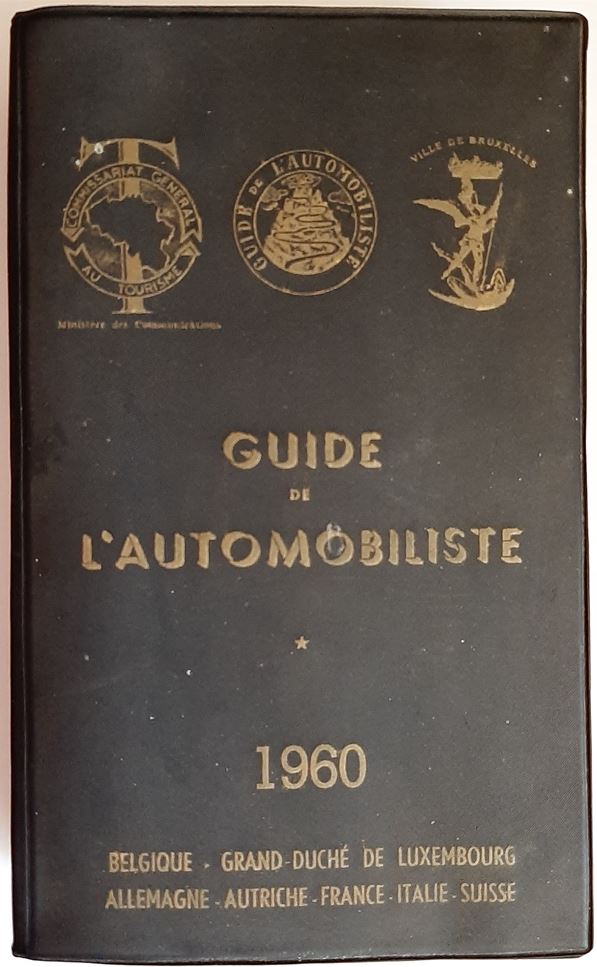 COMMISSARIAT GÉNÉRAL
AU TOURISME
Ministère des Communications
GUIDE DE L'AUTOMOBILISTE
VILLE DE BRUXELLES
GUIDE
DE
L'AUTOMOBILISTE
1960
BELGIQUE - GRAND-DUCHÉ DE LUXEMBOURG
ALLEMAGNE - AUTRICHE - FRANCE - ITALIE - SUISSE